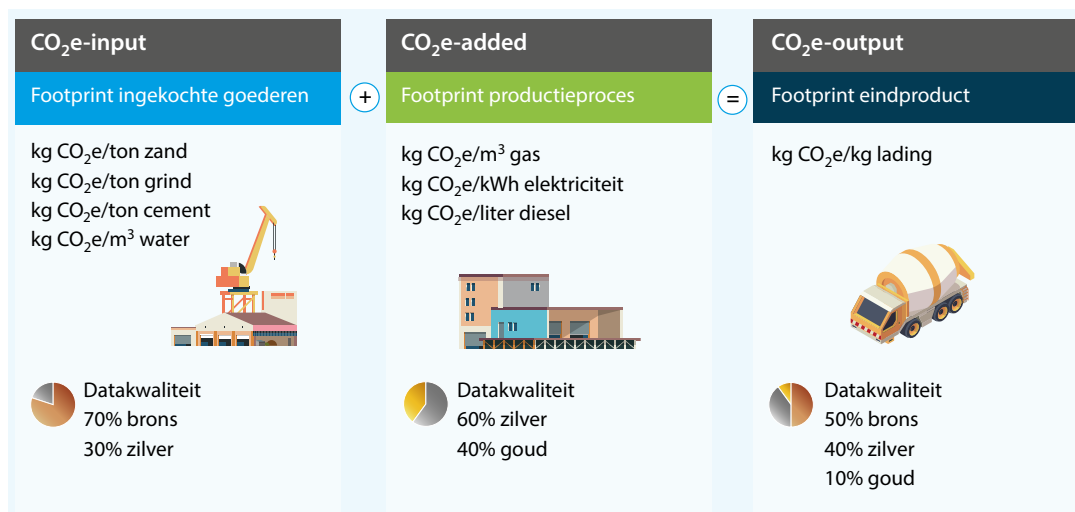 CO₂e-input
Footprint ingekochte goederen
kg CO₂e/ton zand
kg CO₂e/ton grind
kg CO₂e/ton cement
kg CO₂e/m³ water
Datakwaliteit
70% brons
30% zilver
+
CO₂e-added
Footprint productieproces
kg CO₂e/m³ gas
kg CO₂e/kWh elektriciteit
kg CO₂e/liter diesel
Datakwaliteit
60% zilver
40% goud
=
CO₂e-output
Footprint eindproduct
kg CO₂e/kg lading
Datakwaliteit
50% brons
40% zilver
10% goud